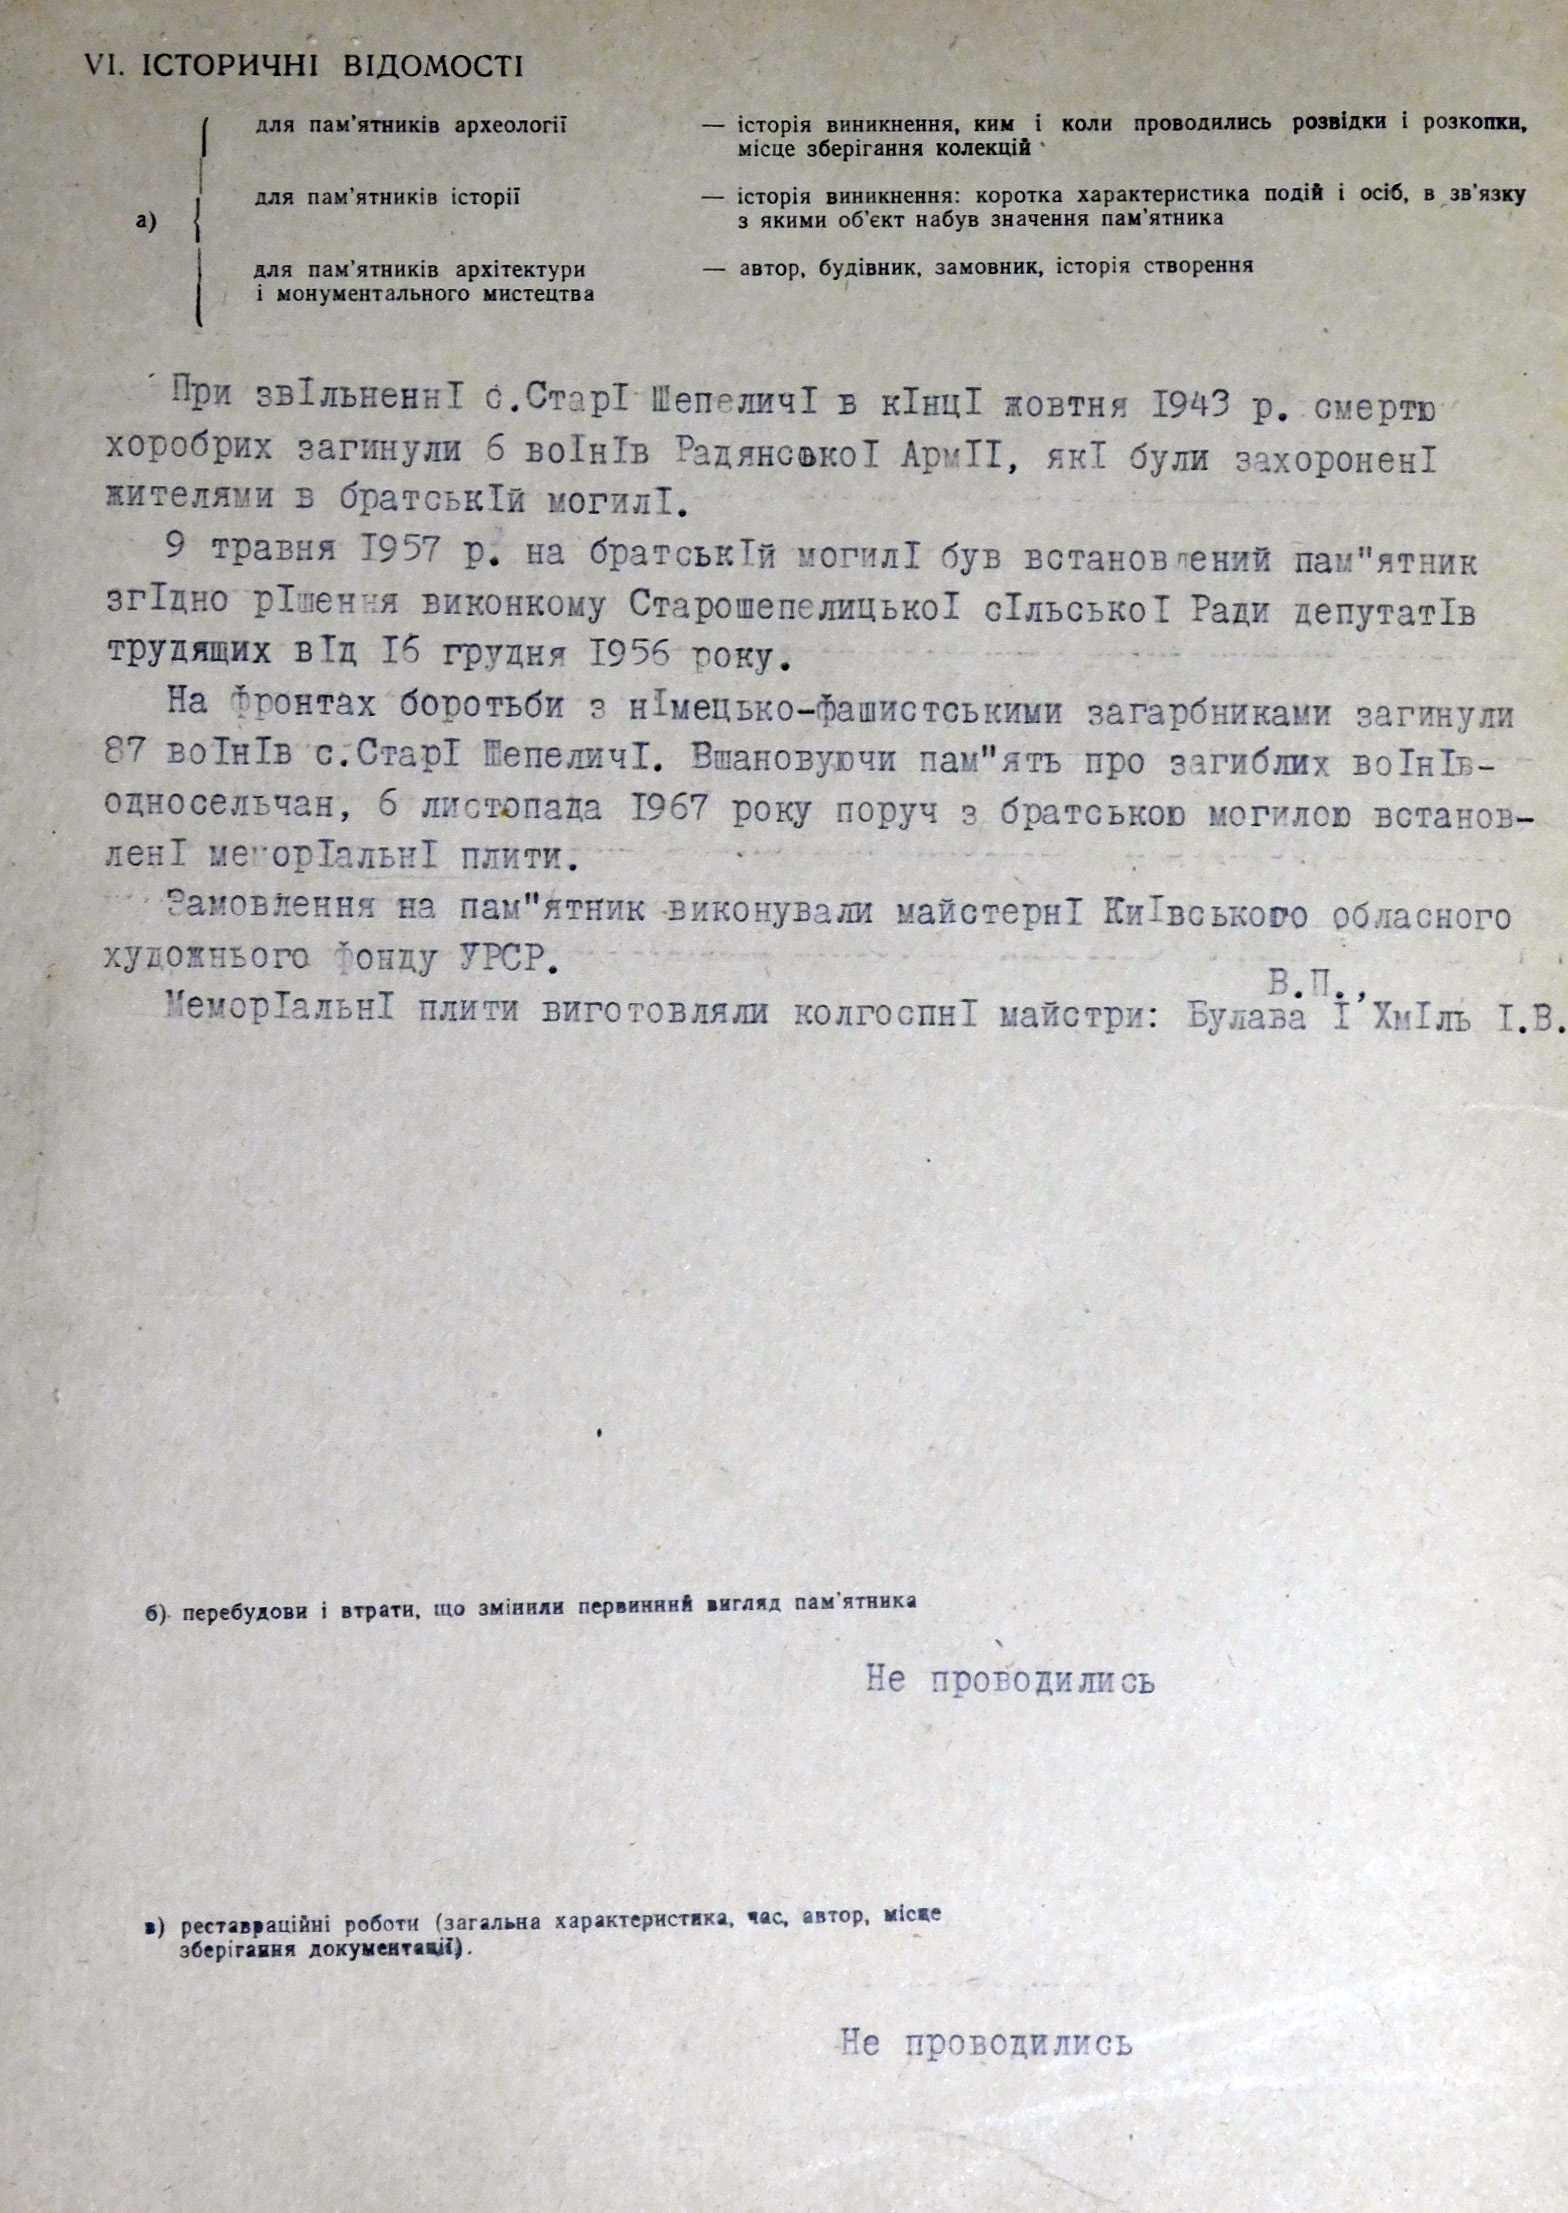 VI. ІСТОРИЧНІ ВІДОМОСТІ
для пам'ятників археології — історія виникнення, ким і коли проводились розвідки і розкопки,
місце зберігання колекцій
а) для пам'ятників історії — історія виникнення: коротка характеристика подій і осіб, в зв'язку
з якими об'єкт набув значення пам'ятника
для пам'ятників архітектури — автор, будівник, замовник, історія створення
і монументального мистецтва
При звІльненнІ с.СтарІ ШепеличІ в кІнцІ жовтня І943 р. смертю
хоробрих загинули 6 воІнІв РадянськоІ АрмІІ, якІ були захороненІ
жителями в братськІй могилІ.
9 травня І957 р. на братськІй могилІ був встановлений пам"ятник
згІдно рІшення виконкому СтарошепелицькоІ сІльськоІ Ради депутатІв
трудящих вІд І6 грудня І956 року.
На фронтах боротьби з нІмецько-фашистськими загарбниками загинули
87 воІнІв с.СтарІ ШепеличІ. Вшановуючи пам"ять про загиблих воІнІв-
односельчан, 6 листопада І967 року поруч з братською могилою встанов-
ленІ меморІальнІ плити.
Замовлення на пам"ятник виконували майстернІ КиІвського обласного
художнього фонду УРСР.
В.П.,
МеморІальнІ плити виготовляли колгоспнІ майстри: Булава І ХмІль І.В.
б) перебудови і втрати, що змінили первинний вигляд пам'ятника
Не проводились
в) реставраційні роботи (загальна характеристика, час, автор, місце
зберігання документації).
Не проводились